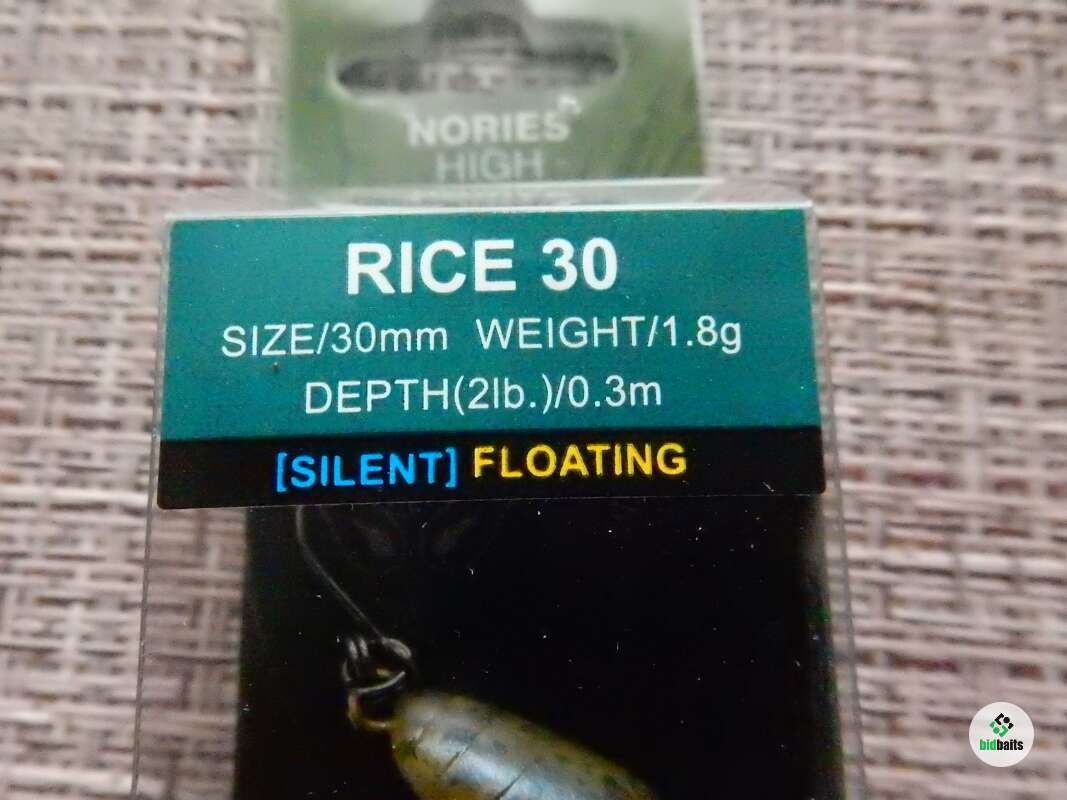 NORIES
HIGH
RICE 30
SIZE/30mm WEIGHT/1.8g
DEPTH(2lb.)/0.3m
[SILENT] FLOATING
bidbaits